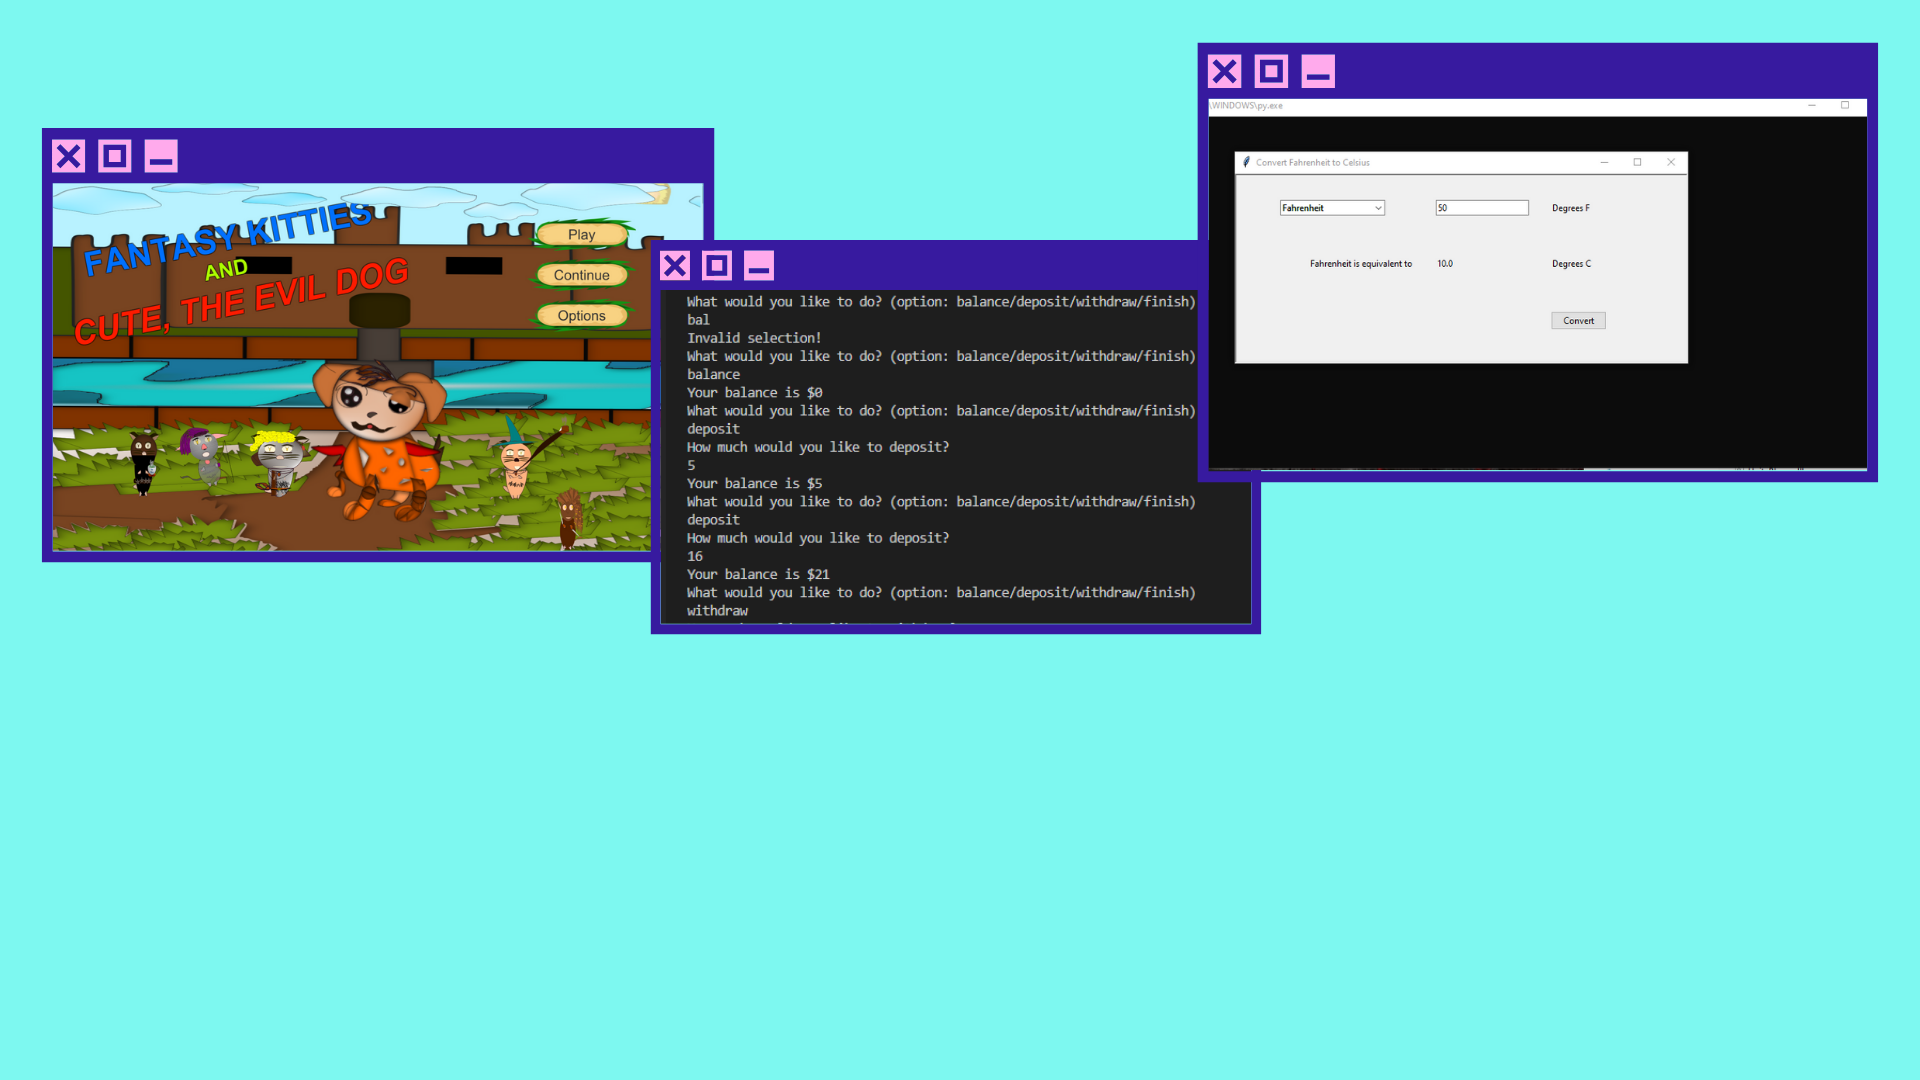 FANTASY KITTIES
AND
CUTE, THE EVIL DOG
Play
Continue
Options
What would you like to do? (option: balance/deposit/withdraw/finish)
bal
Invalid selection!
What would you like to do? (option: balance/deposit/withdraw/finish)
balance
Your balance is $0
What would you like to do? (option: balance/deposit/withdraw/finish)
deposit
How much would you like to deposit?
5
Your balance is $5
What would you like to do? (option: balance/deposit/withdraw/finish)
deposit
How much would you like to deposit?
16
Your balance is $21
What would you like to do? (option: balance/deposit/withdraw/finish)
withdraw
\WINDOWS\py.exe
Convert Fahrenheit to Celsius
Fahrenheit 50 Degrees F
Fahrenheit is equivalent to 10.0 Degrees C
Convert